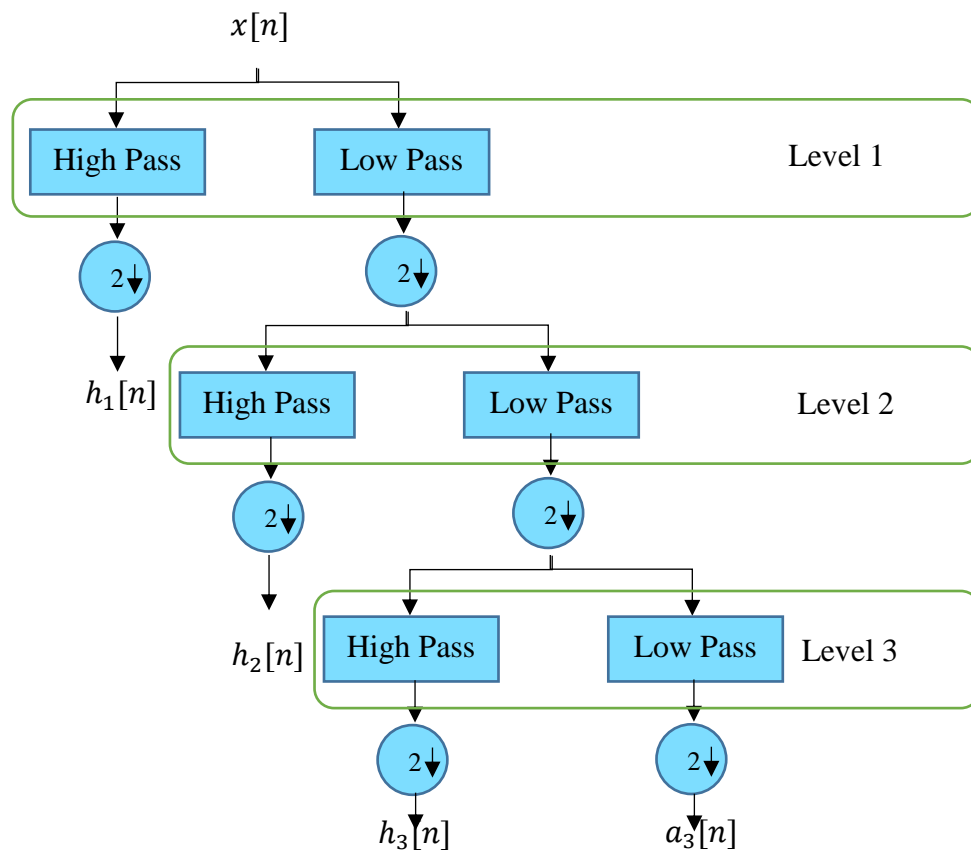 x[n]
High Pass Low Pass Level 1
2↓ 2↓
h₁[n]
High Pass Low Pass Level 2
2↓ 2↓
h₂[n]
High Pass Low Pass Level 3
2↓ 2↓
h₃[n] a₃[n]